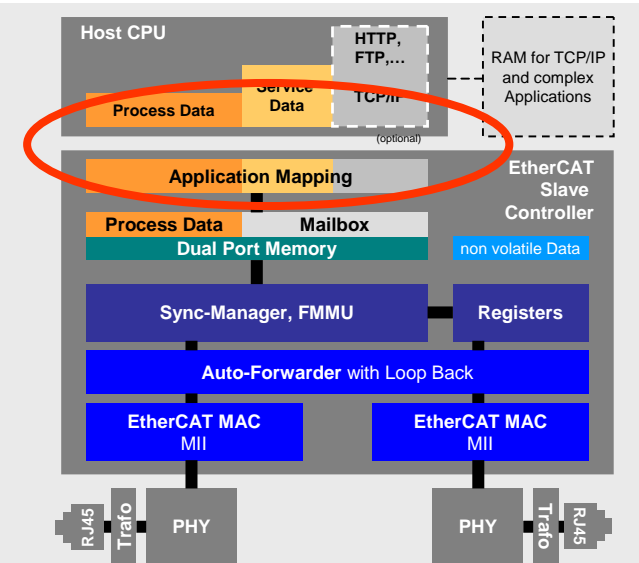 Host CPU
HTTP,
FTP,…
TCP/IP
Service
Data
Process Data
(optional)
RAM for TCP/IP
and complex
Applications
EtherCAT
Slave
Controller
Application Mapping
Process Data
Mailbox
Dual Port Memory
non volatile Data
Sync-Manager, FMMU
Registers
Auto-Forwarder with Loop Back
EtherCAT MAC
MII
EtherCAT MAC
MII
RJ45
Trafo
PHY
PHY
Trafo
RJ45